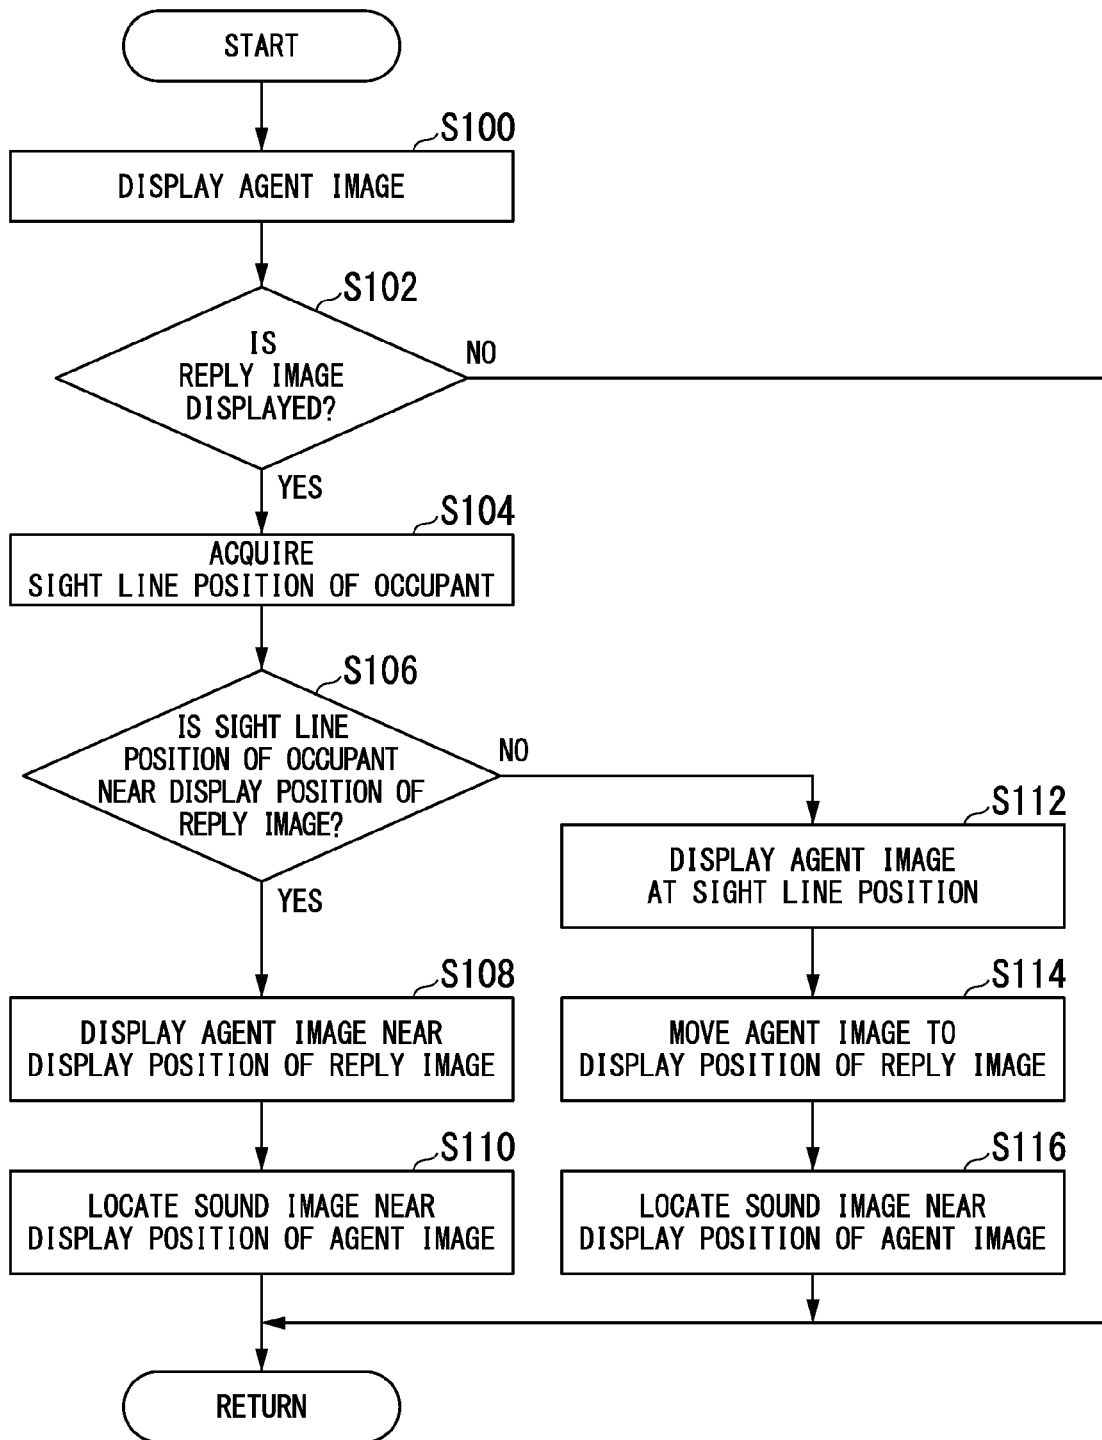 START
S100
DISPLAY AGENT IMAGE
S102
IS
REPLY IMAGE
DISPLAYED?
NO
YES
S104
ACQUIRE
SIGHT LINE POSITION OF OCCUPANT
S106
IS SIGHT LINE
POSITION OF OCCUPANT
NEAR DISPLAY POSITION OF
REPLY IMAGE?
NO
YES
S112
DISPLAY AGENT IMAGE
AT SIGHT LINE POSITION
S108
DISPLAY AGENT IMAGE NEAR
DISPLAY POSITION OF REPLY IMAGE
S114
MOVE AGENT IMAGE TO
DISPLAY POSITION OF REPLY IMAGE
S110
LOCATE SOUND IMAGE NEAR
DISPLAY POSITION OF AGENT IMAGE
S116
LOCATE SOUND IMAGE NEAR
DISPLAY POSITION OF AGENT IMAGE
RETURN